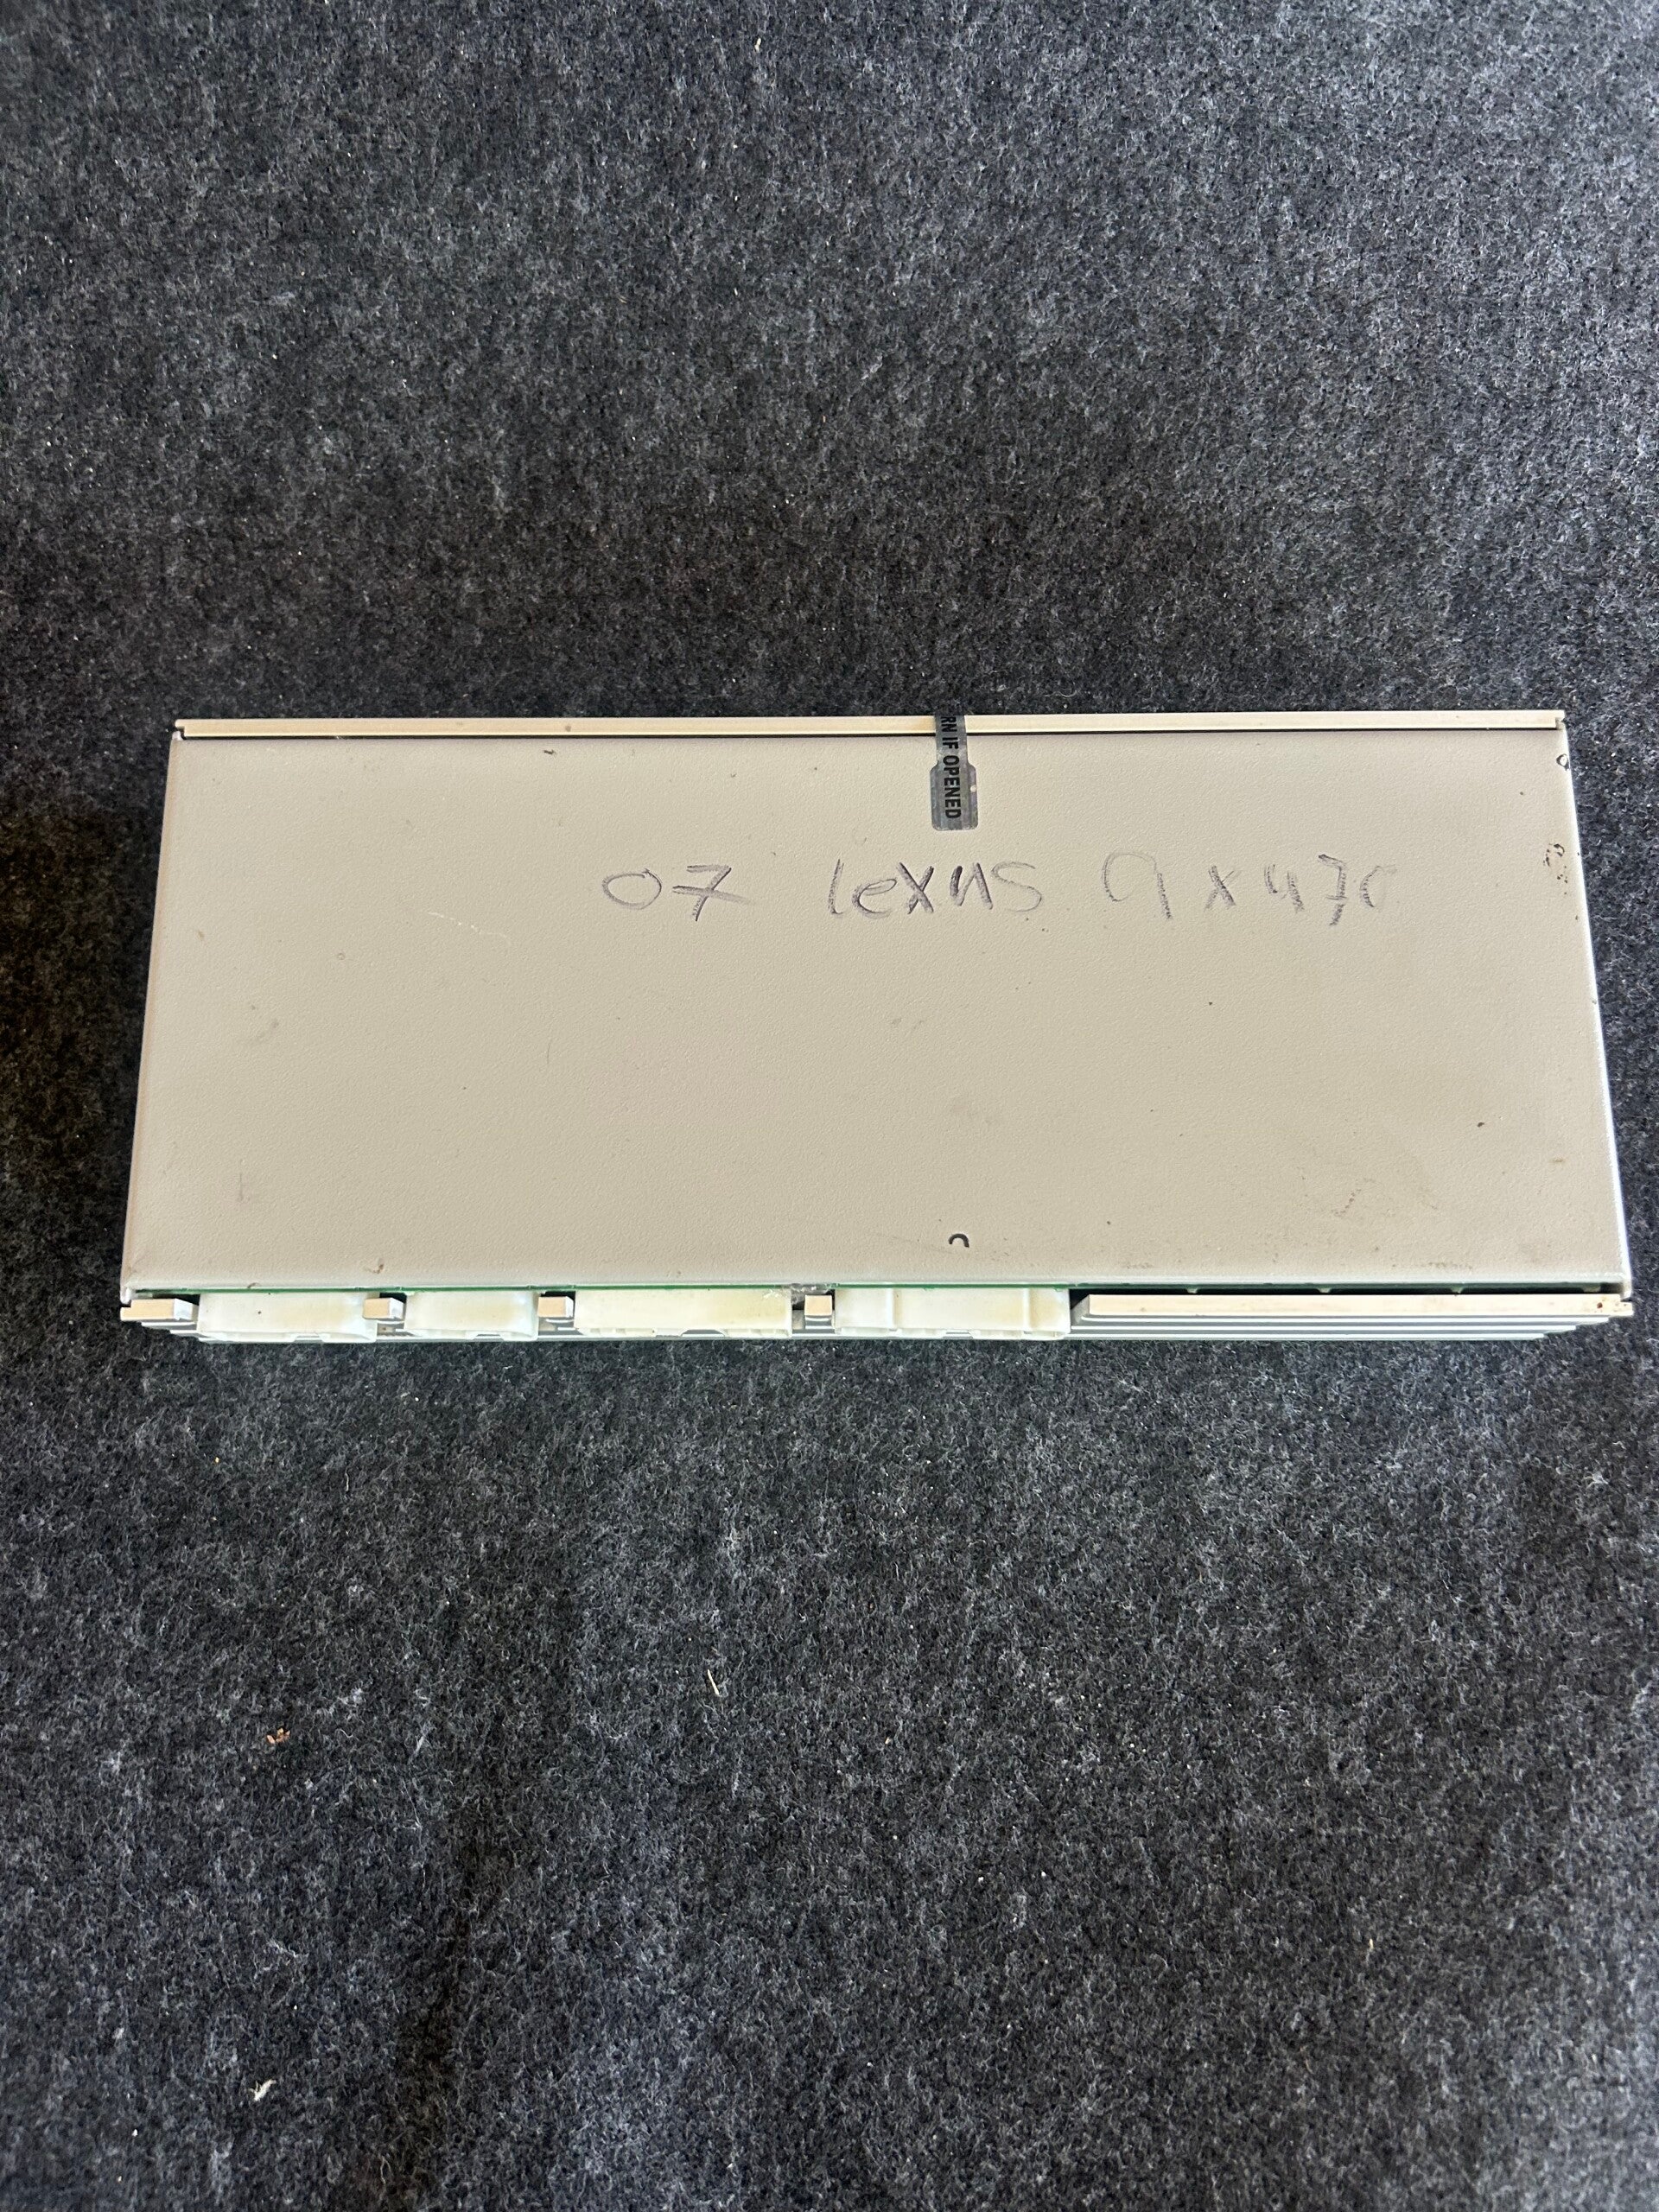 RN IF OPENED
07 lexus gx470